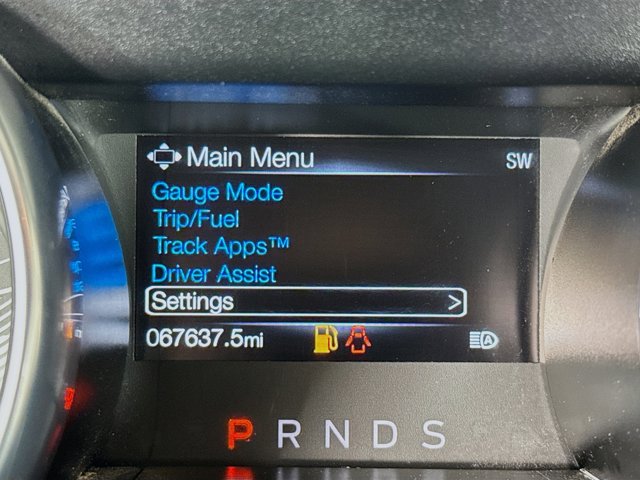 Main Menu SW
Gauge Mode
Trip/Fuel
Track Apps™
Driver Assist
Settings >
067637.5mi
P R N D S